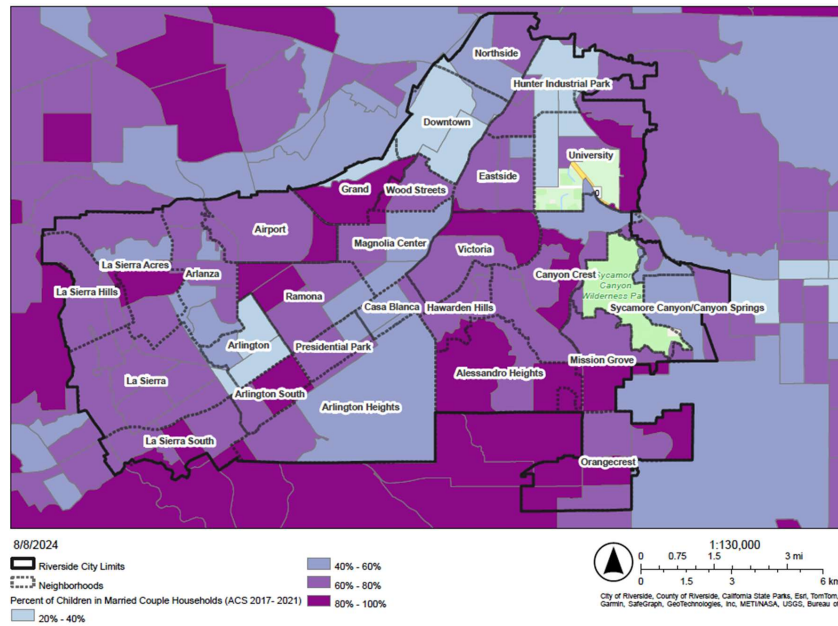 Northside
Hunter Industrial Park
Downtown
University
Eastside
Grand
Wood Streets
Airport
Magnolia Center
Victoria
La Sierra Acres
Arlanza
Canyon Crest
Sycamore
Canyon
Wilderness Pa
La Sierra Hills
Ramona
Casa Blanca
Hawarden Hills
Sycamore Canyon/Canyon Springs
Arlington
Presidential Park
Mission Grove
La Sierra
Alessandro Heights
Arlington South
Arlington Heights
La Sierra South
Orangecrest
8/8/2024
Riverside City Limits
Neighborhoods
Percent of Children in Married Couple Households (ACS 2017- 2021)
20% - 40%
40% - 60%
60% - 80%
80% - 100%
1:130,000
0 0.75 1.5 3 mi
0 1.5 3 6 km
City of Riverside, County of Riverside, California State Parks, Esri, TomTom,
Garmin, SafeGraph, GeoTechnologies, Inc, METI/NASA, USGS, Bureau of